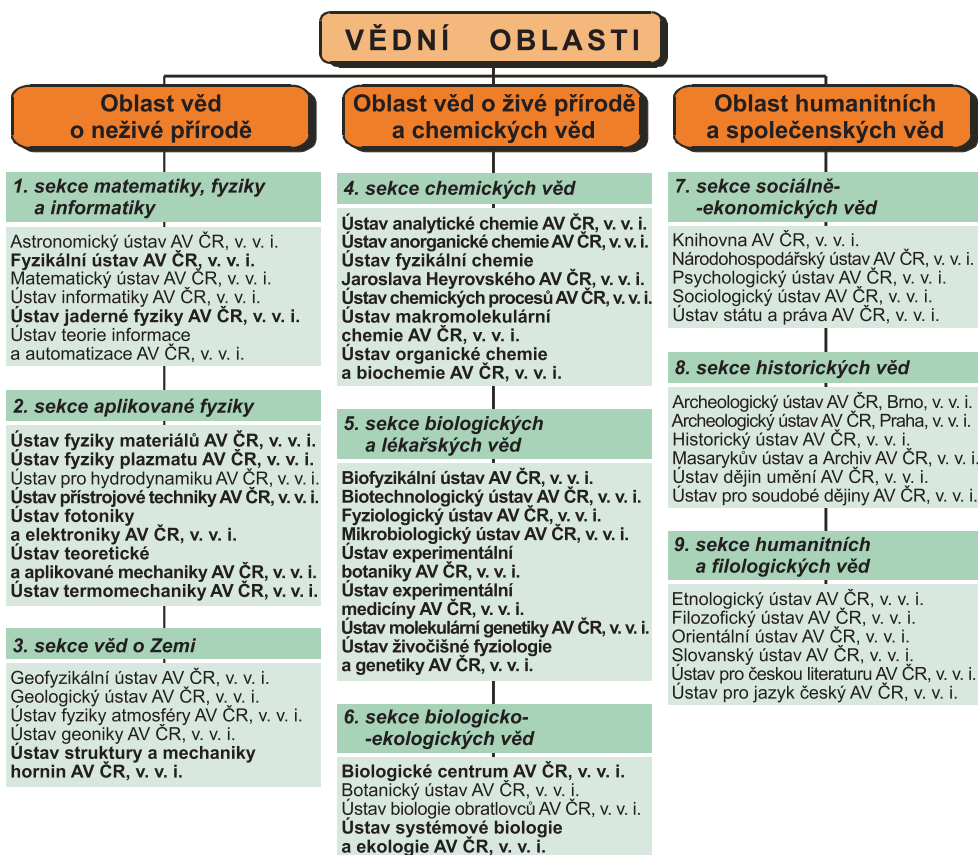 VĚDNÍ OBLASTI
Oblast věd
o neživé přírodě
1. sekce matematiky, fyziky
a informatiky
Astronomický ústav AV ČR, v. v. i.
Fyzikální ústav AV ČR, v. v. i.
Matematický ústav AV ČR, v. v. i.
Ústav informatiky AV ČR, v. v. i.
Ústav jaderné fyziky AV ČR, v. v. i.
Ústav teorie informace
a automatizace AV ČR, v. v. i.
2. sekce aplikované fyziky
Ústav fyziky materiálů AV ČR, v. v. i.
Ústav fyziky plazmatu AV ČR, v. v. i.
Ústav pro hydrodynamiku AV ČR, v. v. i.
Ústav přístrojové techniky AV ČR, v. v. i.
Ústav fotoniky
a elektroniky AV ČR, v. v. i.
Ústav teoretické
a aplikované mechaniky AV ČR, v. v. i.
Ústav termomechaniky AV ČR, v. v. i.
3. sekce věd o Zemi
Geofyzikální ústav AV ČR, v. v. i.
Geologický ústav AV ČR, v. v. i.
Ústav fyziky atmosféry AV ČR, v. v. i.
Ústav geoniky AV ČR, v. v. i.
Ústav struktury a mechaniky
hornin AV ČR, v. v. i.
Oblast věd o živé přírodě
a chemických věd
4. sekce chemických věd
Ústav analytické chemie AV ČR, v. v. i.
Ústav anorganické chemie AV ČR, v. v. i.
Ústav fyzikální chemie
Jaroslava Heyrovského AV ČR, v. v. i.
Ústav chemických procesů AV ČR, v. v. i.
Ústav makromolekulární
chemie AV ČR, v. v. i.
Ústav organické chemie
a biochemie AV ČR, v. v. i.
5. sekce biologických
a lékařských věd
Biofyzikální ústav AV ČR, v. v. i.
Biotechnologický ústav AV ČR, v. v. i.
Fyziologický ústav AV ČR, v. v. i.
Mikrobiologický ústav AV ČR, v. v. i.
Ústav experimentální
botaniky AV ČR, v. v. i.
Ústav experimentální
medicíny AV ČR, v. v. i.
Ústav molekulární genetiky AV ČR, v. v. i.
Ústav živočišné fyziologie
a genetiky AV ČR, v. v. i.
6. sekce biologicko-
-ekologických věd
Biologické centrum AV ČR, v. v. i.
Botanický ústav AV ČR, v. v. i.
Ústav biologie obratlovců AV ČR, v. v. i.
Ústav systémové biologie
a ekologie AV ČR, v. v. i.
Oblast humanitních
a společenských věd
7. sekce sociálně-
-ekonomických věd
Knihovna AV ČR, v. v. i.
Národohospodářský ústav AV ČR, v. v. i.
Psychologický ústav AV ČR, v. v. i.
Sociologický ústav AV ČR, v. v. i.
Ústav státu a práva AV ČR, v. v. i.
8. sekce historických věd
Archeologický ústav AV ČR, Brno, v. v. i.
Archeologický ústav AV ČR, Praha, v. v. i.
Historický ústav AV ČR, v. v. i.
Masarykův ústav a Archiv AV ČR, v. v. i.
Ústav dějin umění AV ČR, v. v. i.
Ústav pro soudobé dějiny AV ČR, v. v. i.
9. sekce humanitních
a filologických věd
Etnologický ústav AV ČR, v. v. i.
Filozofický ústav AV ČR, v. v. i.
Orientální ústav AV ČR, v. v. i.
Slovanský ústav AV ČR, v. v. i.
Ústav pro českou literaturu AV ČR, v. v. i.
Ústav pro jazyk český AV ČR, v. v. i.